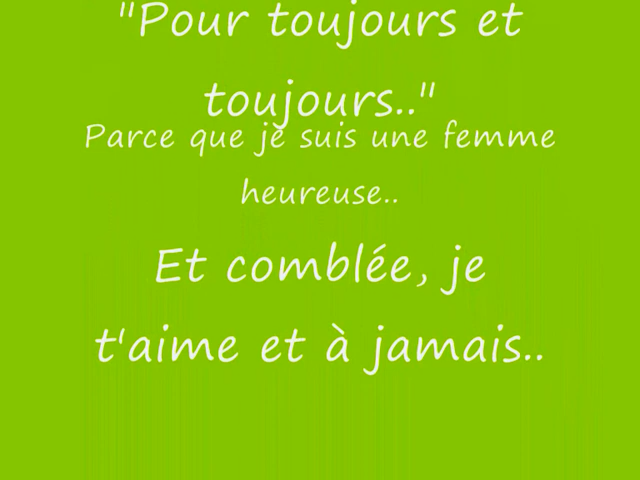 "Pour toujours et
toujours.."
Parce que je suis une femme
heureuse..
Et comblée, je
t'aime et à jamais..